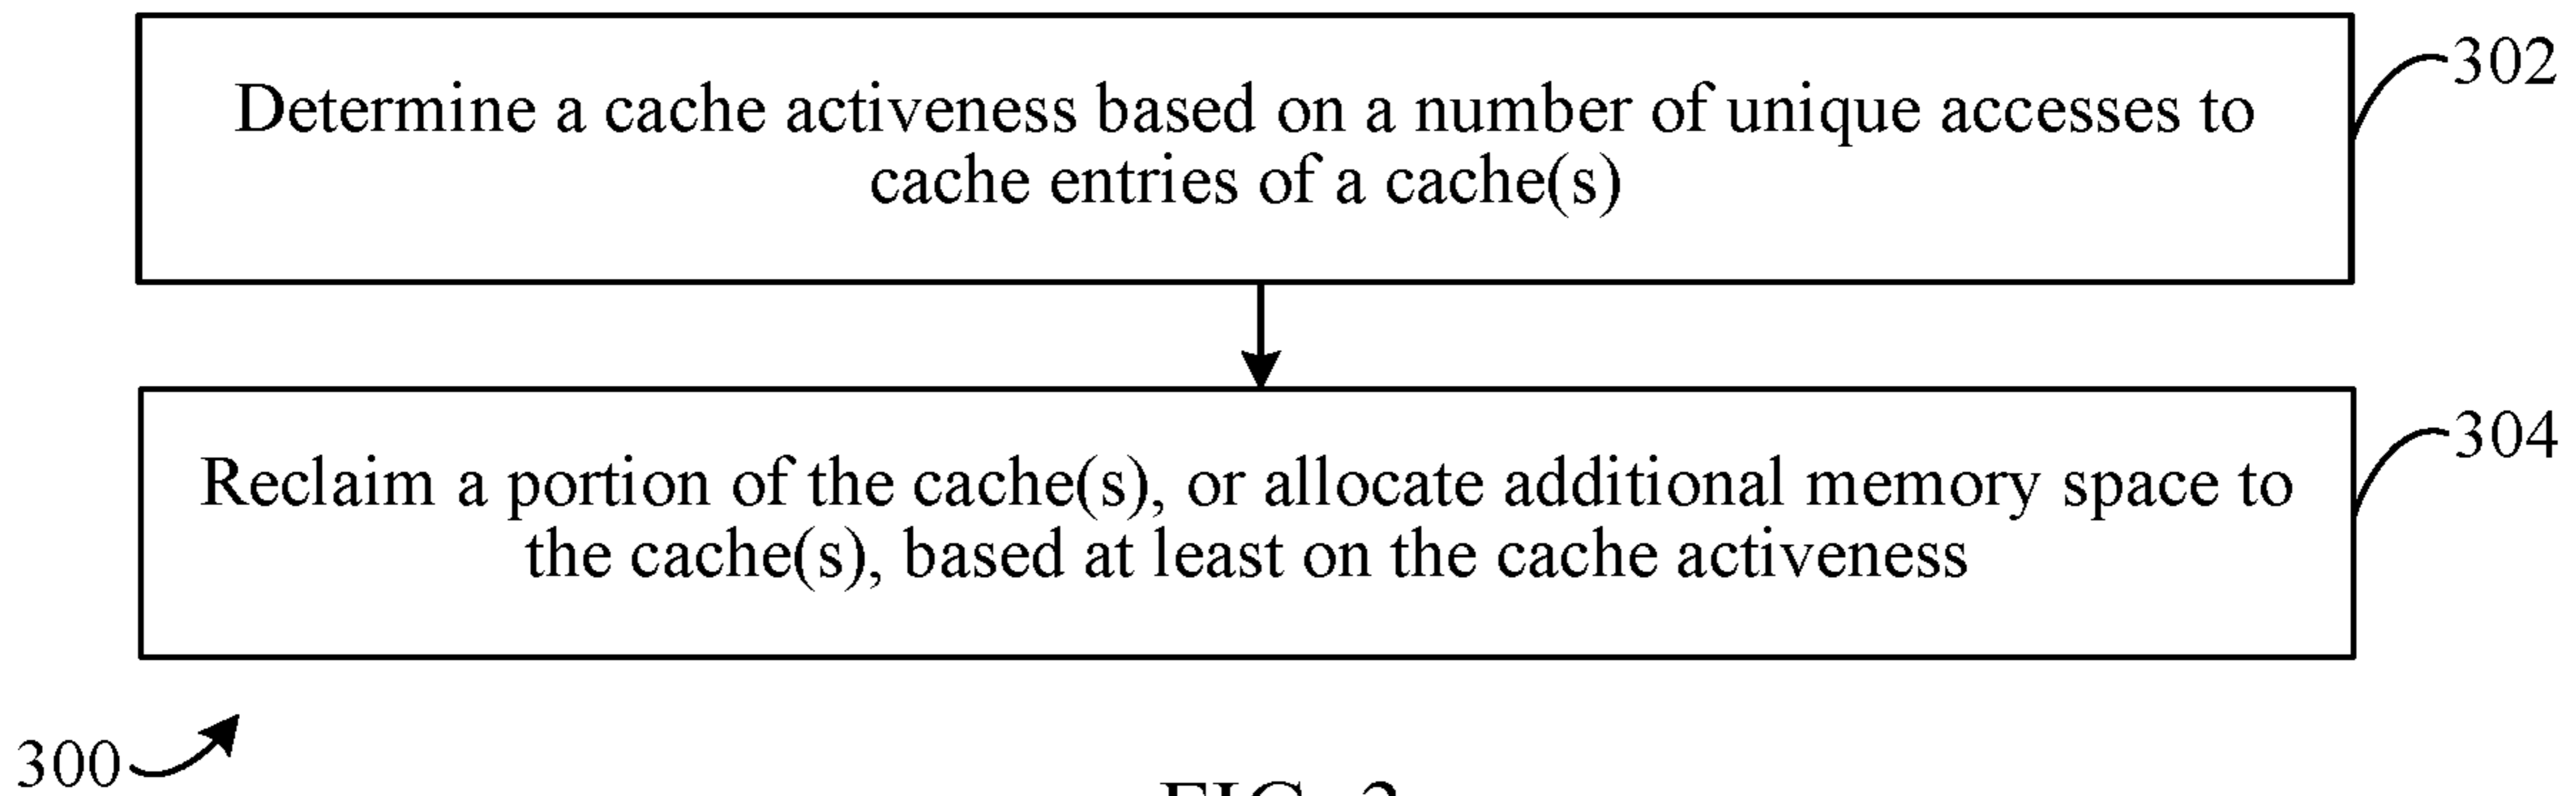 Determine a cache activeness based on a number of unique accesses to
cache entries of a cache(s)
302
Reclaim a portion of the cache(s), or allocate additional memory space to
the cache(s), based at least on the cache activeness
304
300